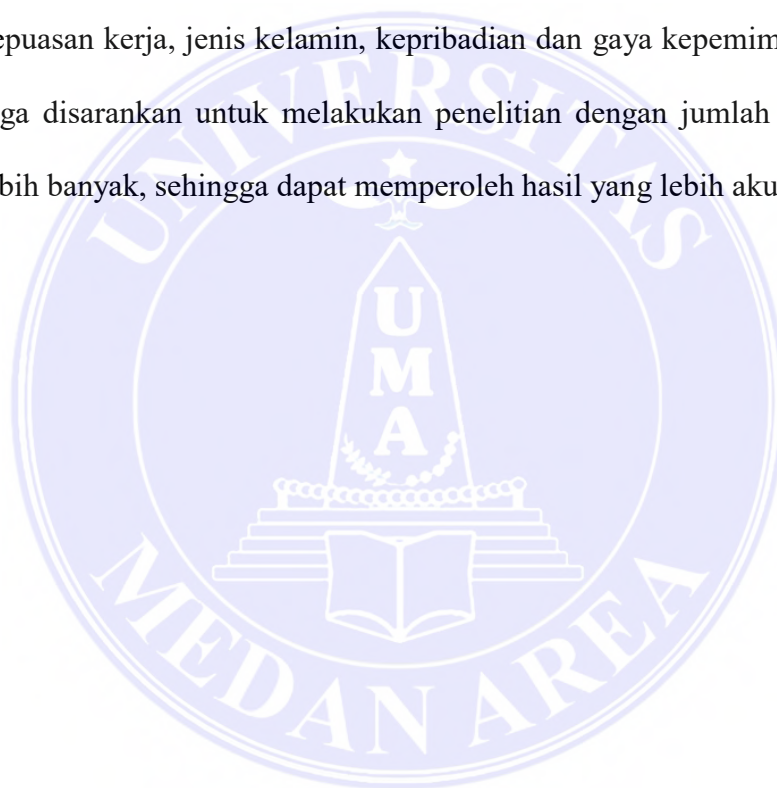 epuasan kerja, jenis kelamin, kepribadian dan gaya kepemim
ga disarankan untuk melakukan penelitian dengan jumlah
bih banyak, sehingga dapat memperoleh hasil yang lebih aku
UNIVERSITAS
U
M
A
MEDAN AREA